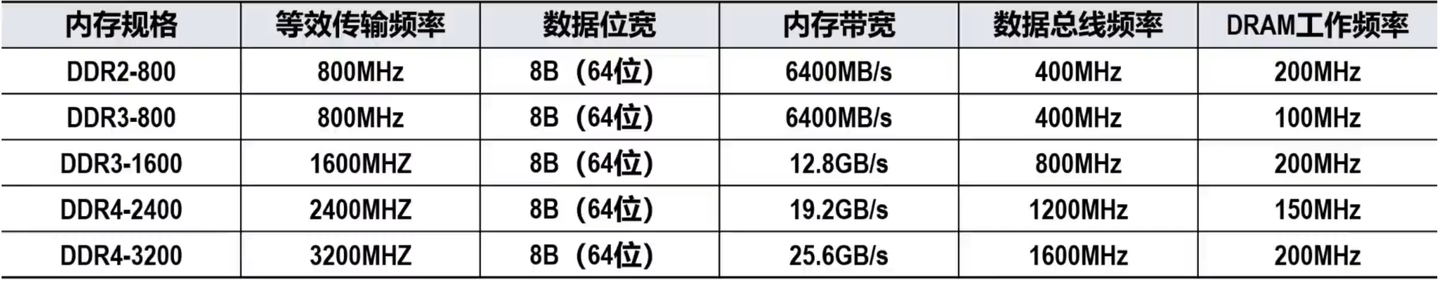 内存规格 等效传输频率 数据位宽 内存带宽 数据总线频率 DRAM工作频率
DDR2-800 800MHz 8B（64位） 6400MB/s 400MHz 200MHz
DDR3-800 800MHz 8B（64位） 6400MB/s 400MHz 100MHz
DDR3-1600 1600MHZ 8B（64位） 12.8GB/s 800MHz 200MHz
DDR4-2400 2400MHZ 8B（64位） 19.2GB/s 1200MHz 150MHz
DDR4-3200 3200MHZ 8B（64位） 25.6GB/s 1600MHz 200MHz